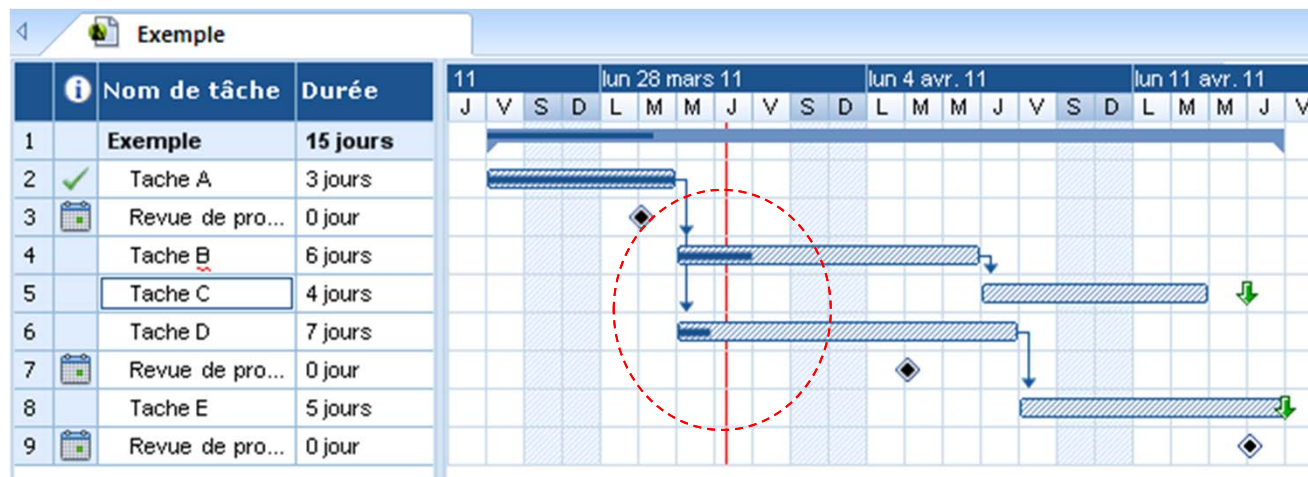 Exemple
Nom de tâche Durée 11 lun 28 mars 11 lun 4 avr. 11 lun 11 avr. 11
J V S D L M M J V S D L M M J V S D L M M J V
1 Exemple 15 jours
2 Tache A 3 jours
3 Revue de pro... 0 jour
4 Tache B 6 jours
5 Tache C 4 jours
6 Tache D 7 jours
7 Revue de pro... 0 jour
8 Tache E 5 jours
9 Revue de pro... 0 jour